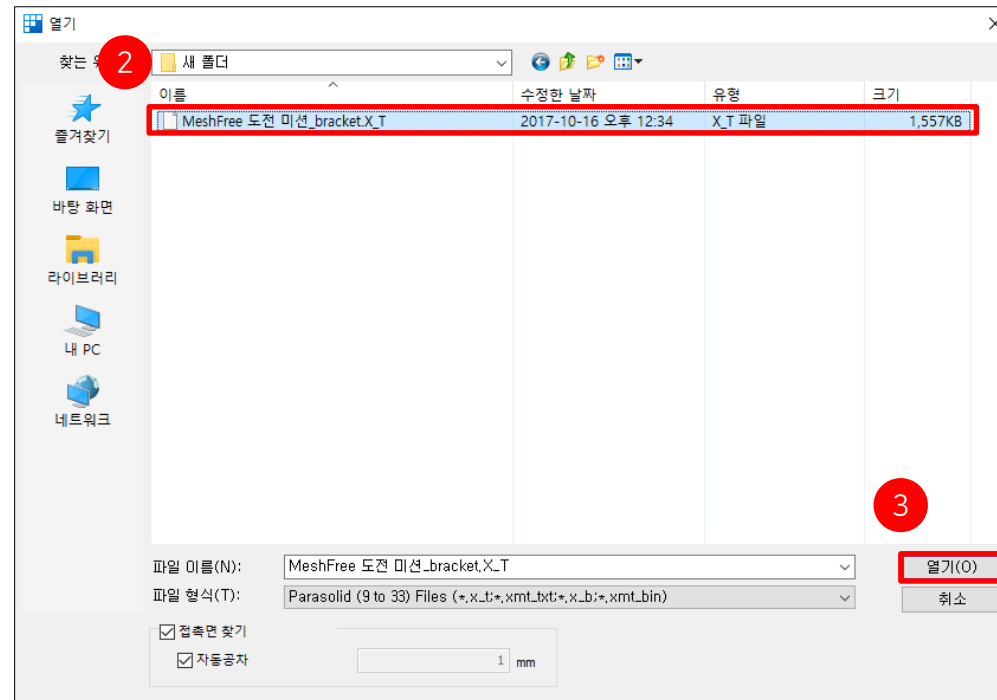 열기
찾는
2
새 폴더
이름 수정한 날짜 유형 크기
MeshFree 도전 미션_bracket.X_T 2017-10-16 오후 12:34 X_T 파일 1,557KB
즐겨찾기
바탕 화면
라이브러리
내 PC
네트워크
3
파일 이름(N): MeshFree 도전 미션_bracket.X_T 열기(O)
파일 형식(T): Parasolid (9 to 33) Files (*.x_t;*.xmt_txt;*.x_b;*.xmt_bin) 취소
접촉면 찾기
자동공차 1 mm